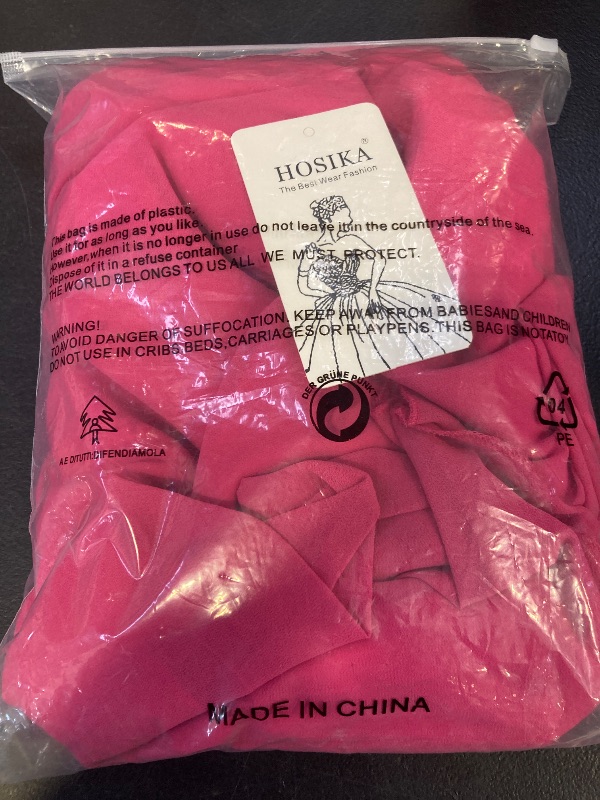 HOSIKA®
The Besi Wear Fashion
This bag is made of plastic.
Use it for as long as you like
However, when it is no longer in use do not leave it in the countryside of the sea.
Dispose of it in a refuse container
THE WORLD BELONGS TO US ALL WE MUST PROTECT.
WARNING!
TO AVOID DANGER OF SUFFOCATION. KEEP AWAY FROM BABIESAND CHILDREN
DO NOT USE IN CRIBS BEDS,CARRIAGES OR PLAYPENS.THIS BAG IS NOTATOY
DER GRÜNE PUNKT
04
PE
A E DITUTTUDIFENDIAMOLA
MADE IN CHINA